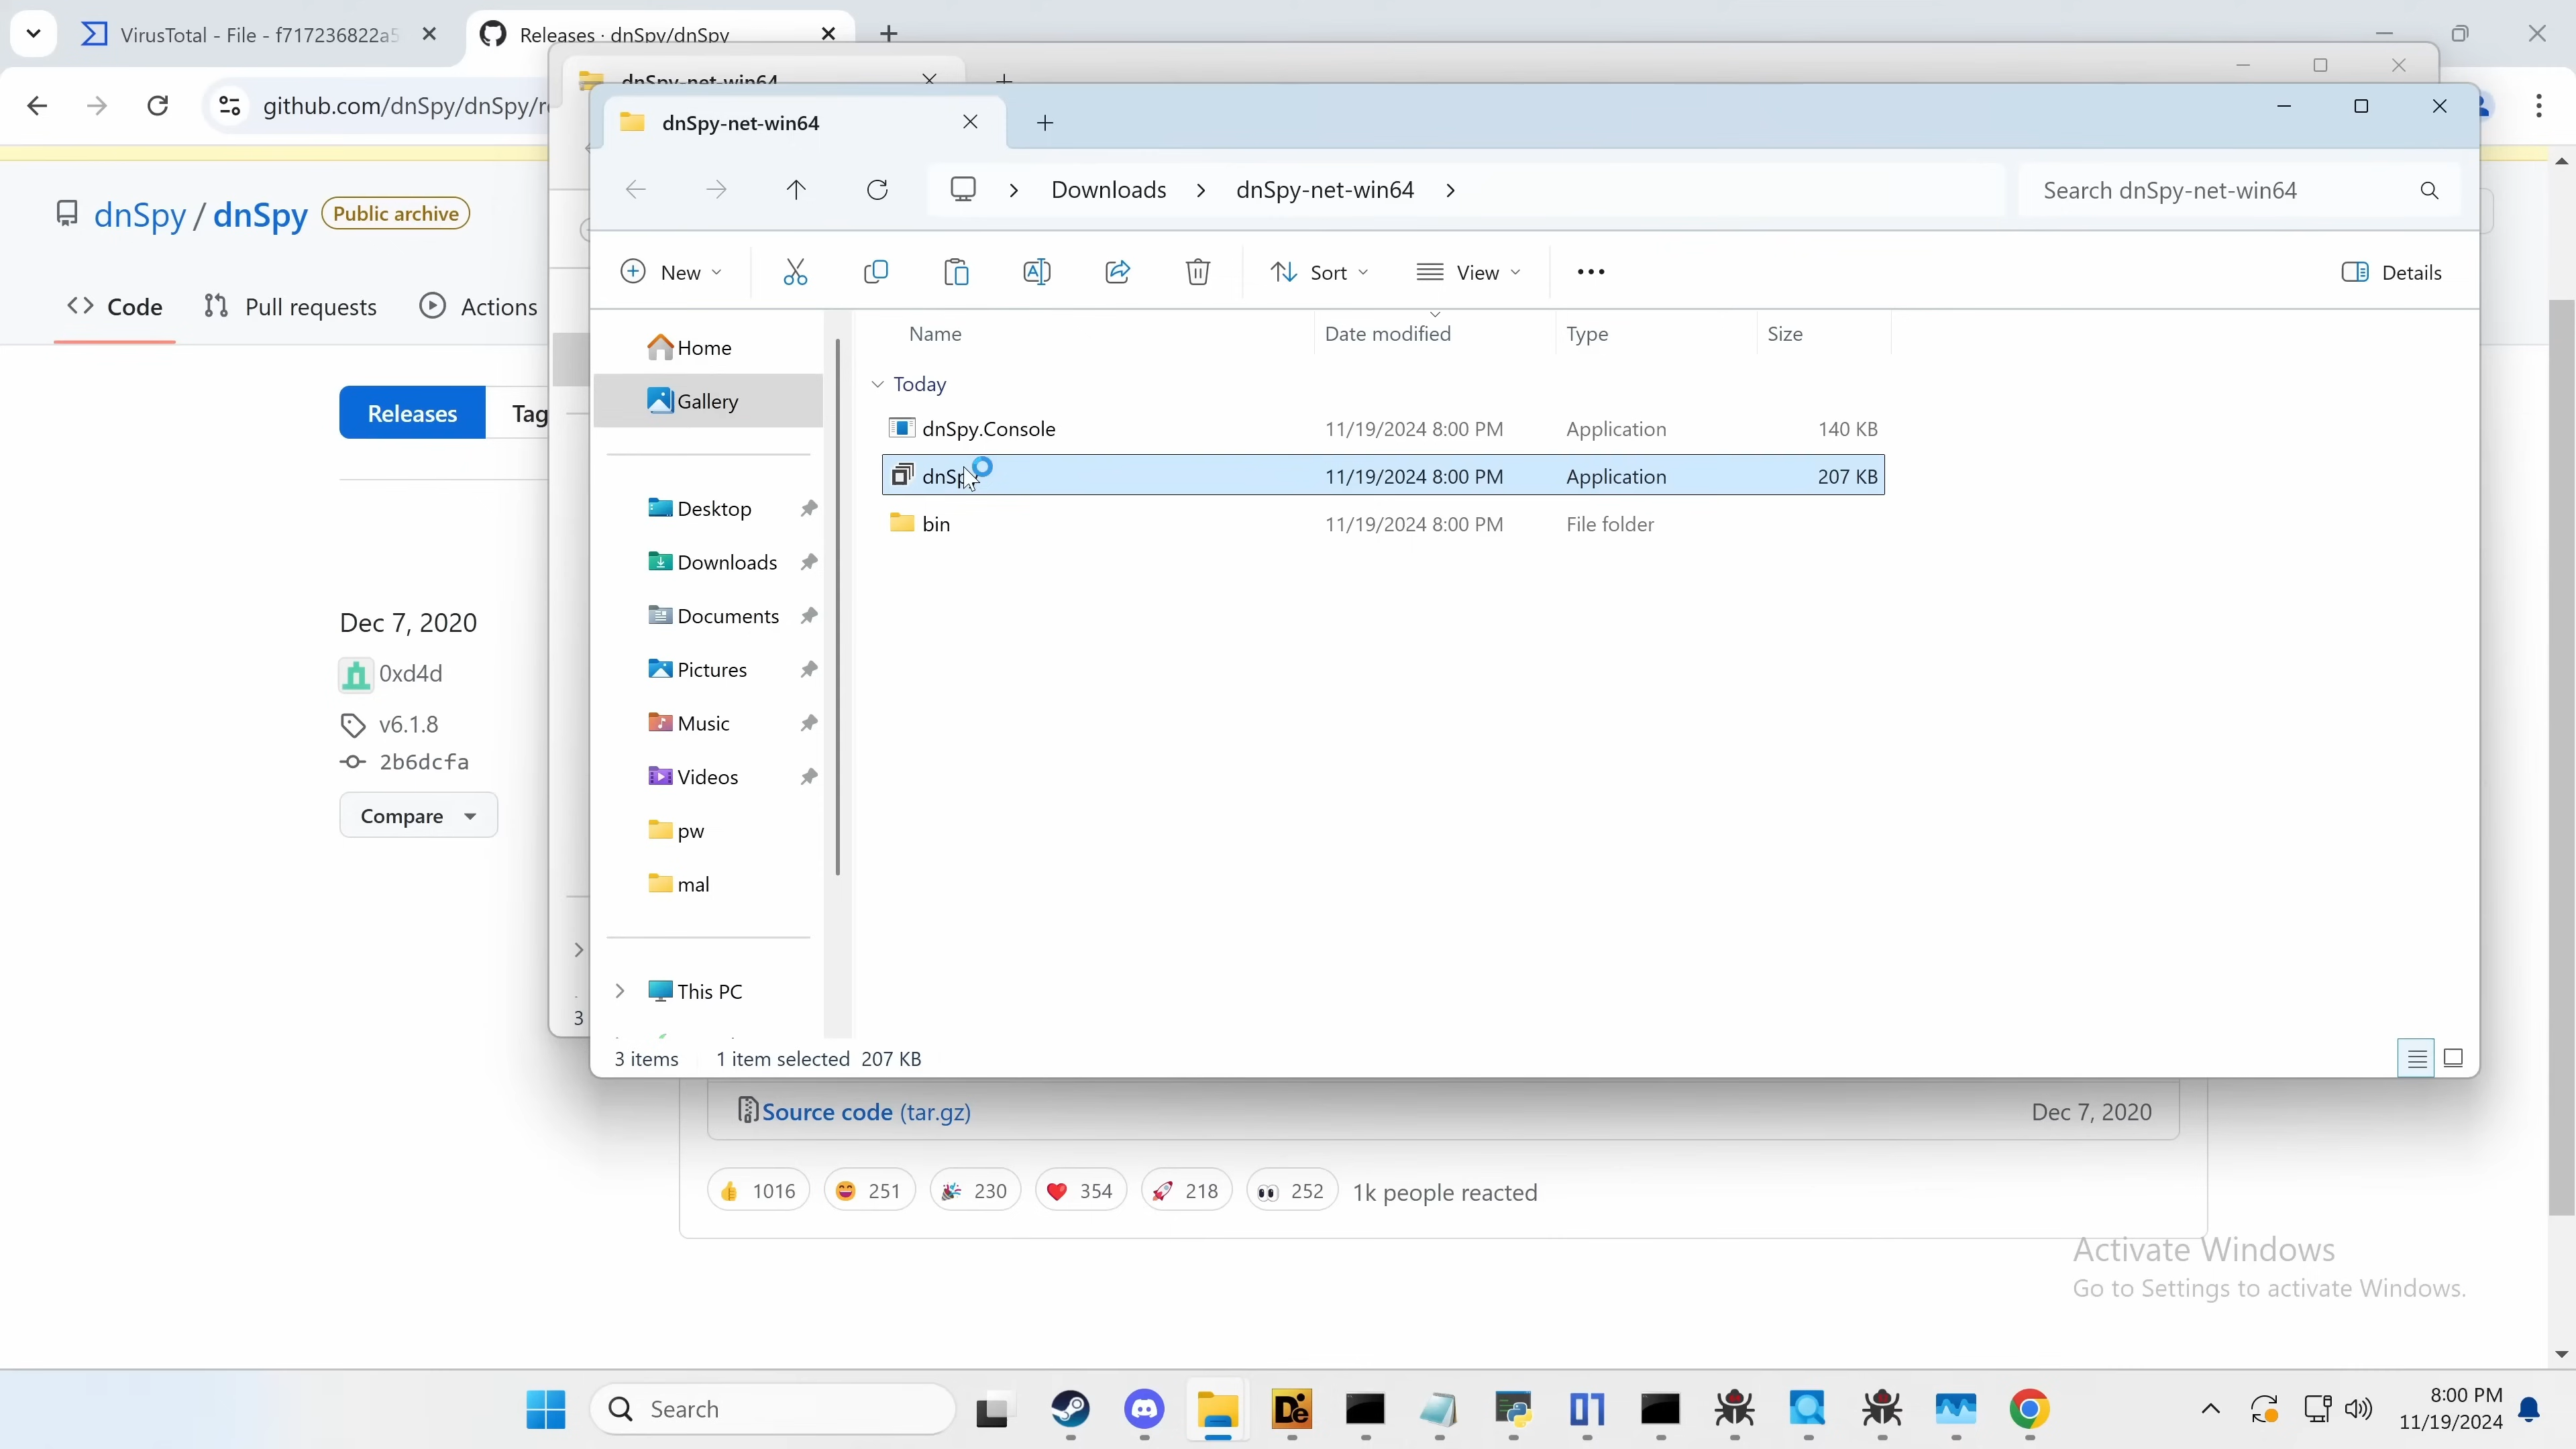 VirusTotal - File - f717236822a5
Releases · dnSpy/dnSpy
github.com/dnSpy/dnSpy/re
dnSpy-net-win64
dnSpy-net-win64
Downloads dnSpy-net-win64
Search dnSpy-net-win64
dnSpy / dnSpy Public archive
New Sort View Details
Code Pull requests Actions
Name Date modified Type Size
Home
Today
Gallery
Releases Tag
dnSpy.Console 11/19/2024 8:00 PM Application 140 KB
dnSpy 11/19/2024 8:00 PM Application 207 KB
bin 11/19/2024 8:00 PM File folder
Desktop
Downloads
Documents
Pictures
Music
Videos
pw
mal
This PC
Dec 7, 2020
0xd4d
v6.1.8
2b6dcfa
Compare
3
3 items 1 item selected 207 KB
Source code (tar.gz) Dec 7, 2020
👍 1016 😄 251 🎉 230 ❤️ 354 🚀 218 👀 252 1k people reacted
Activate Windows
Go to Settings to activate Windows.
Search
De
8:00 PM
11/19/2024